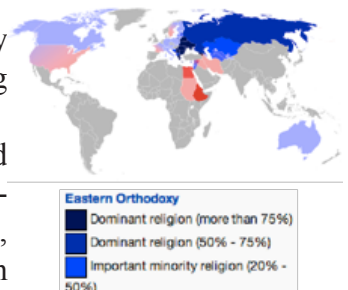 y
g
d
-
,
n
Eastern Orthodoxy
Dominant religion (more than 75%)
Dominant religion (50% - 75%)
Important minority religion (20% -
50%)